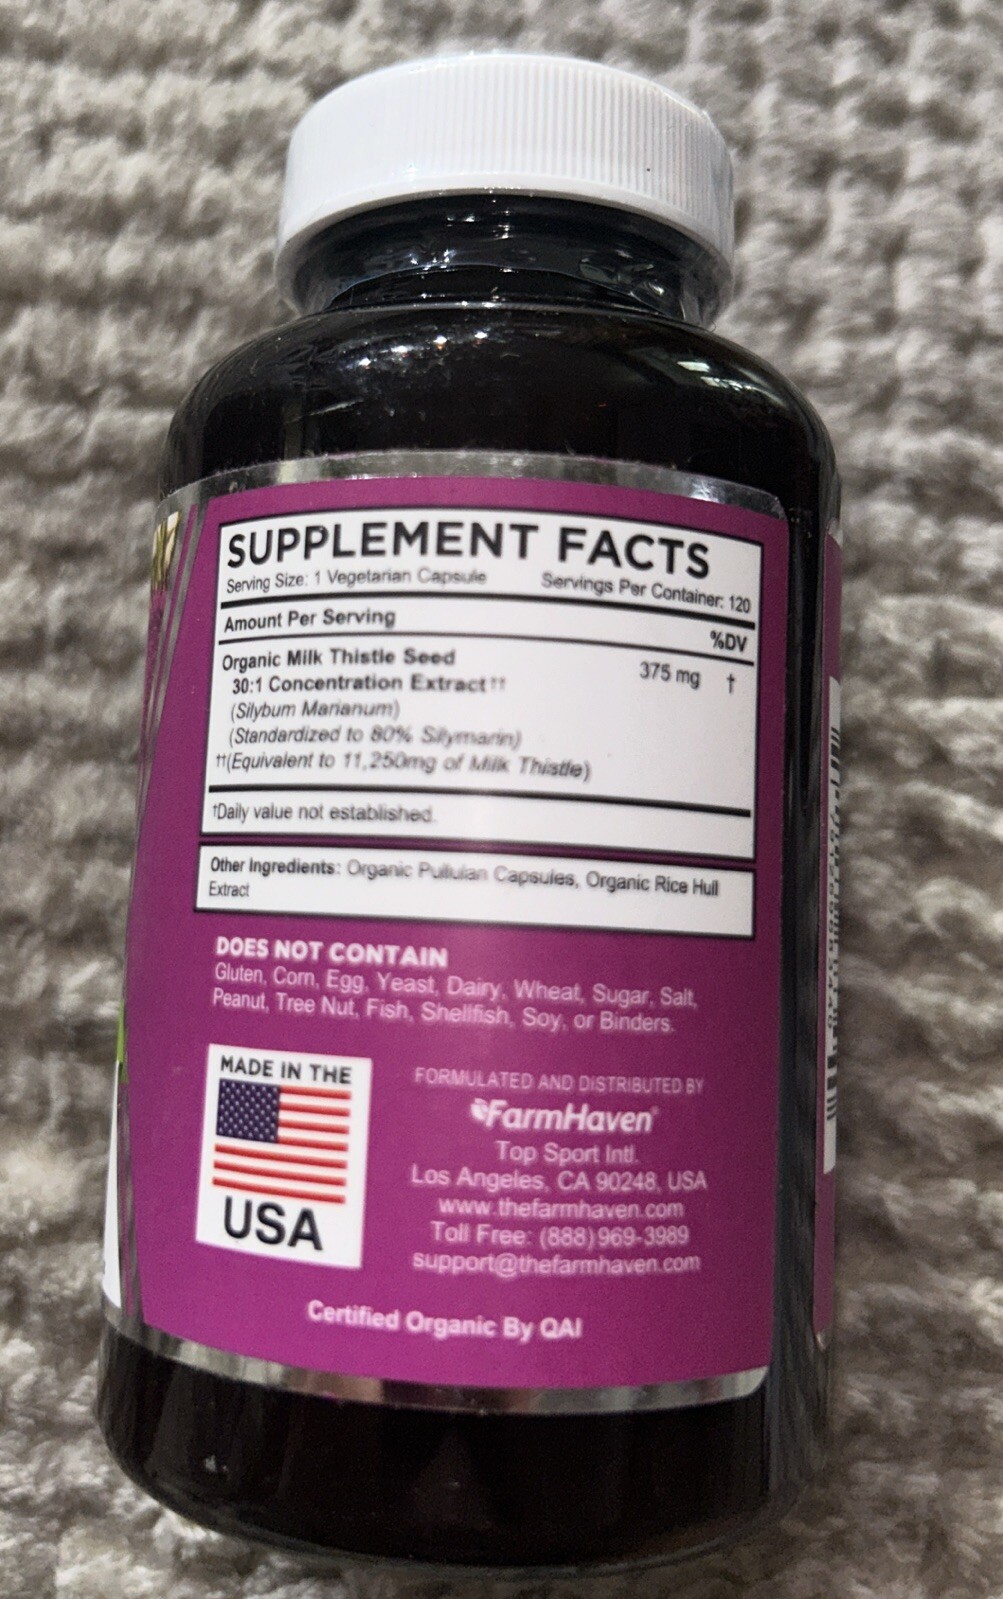 SUPPLEMENT FACTS
Serving Size: 1 Vegetarian Capsule Servings Per Container: 120
Amount Per Serving %DV
Organic Milk Thistle Seed 375 mg †
30:1 Concentration Extract††
(Silybum Marianum)
(Standardized to 80% Silymarin)
††(Equivalent to 11,250mg of Milk Thistle)
†Daily value not established.
Other Ingredients: Organic Pullulan Capsules, Organic Rice Hull
Extract
DOES NOT CONTAIN
Gluten, Corn, Egg, Yeast, Dairy, Wheat, Sugar, Salt,
Peanut, Tree Nut, Fish, Shellfish, Soy, or Binders.
MADE IN THE
USA
FORMULATED AND DISTRIBUTED BY
FarmHaven®
Top Sport Intl.
Los Angeles, CA 90248, USA
www.thefarmhaven.com
Toll Free: (888) 969-3989
support@thefarmhaven.com
Certified Organic By QAI